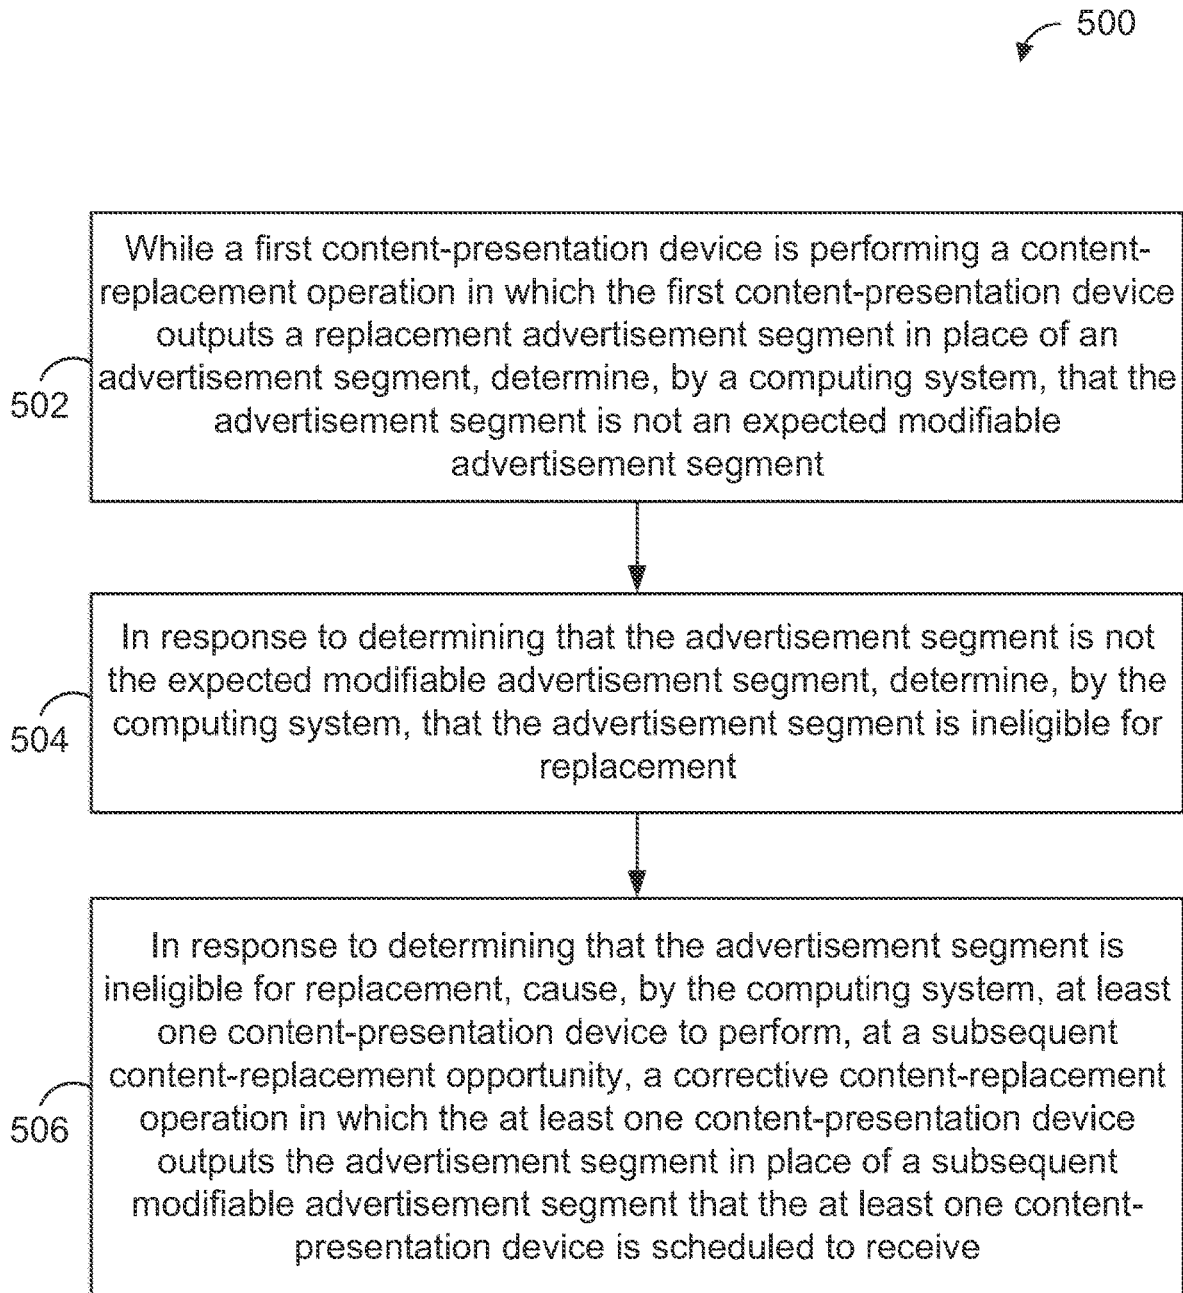 500
While a first content-presentation device is performing a content-
replacement operation in which the first content-presentation device
outputs a replacement advertisement segment in place of an
advertisement segment, determine, by a computing system, that the
advertisement segment is not an expected modifiable
advertisement segment
502
In response to determining that the advertisement segment is not
the expected modifiable advertisement segment, determine, by the
computing system, that the advertisement segment is ineligible for
replacement
504
In response to determining that the advertisement segment is
ineligible for replacement, cause, by the computing system, at least
one content-presentation device to perform, at a subsequent
content-replacement opportunity, a corrective content-replacement
operation in which the at least one content-presentation device
outputs the advertisement segment in place of a subsequent
modifiable advertisement segment that the at least one content-
presentation device is scheduled to receive
506